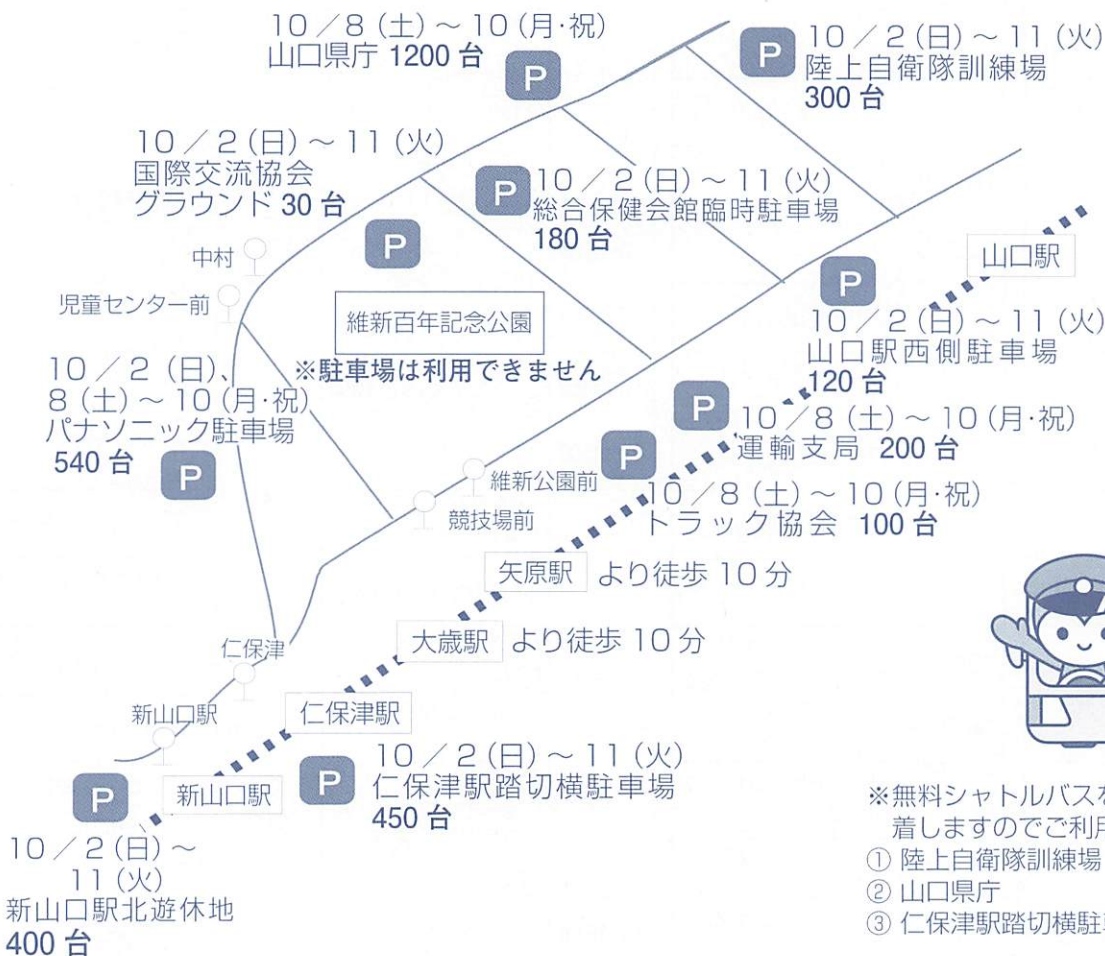 10／8（土）～10（月・祝）
山口県庁 1200台
P
P
10／2（日）～11（火）
陸上自衛隊訓練場
300台
10／2（日）～11（火）
国際交流協会
グラウンド 30台
P
P
10／2（日）～11（火）
総合保健会館臨時駐車場
180台
中村
児童センター前
維新百年記念公園
※駐車場は利用できません
山口駅
P
10／2（日）～11（火）
山口駅西側駐車場
120台
10／2（日）、
8（土）～10（月・祝）
パナソニック駐車場
540台
P
P
10／8（土）～10（月・祝）
運輸支局 200台
P
10／8（土）～10（月・祝）
トラック協会 100台
維新公園前
競技場前
矢原駅 より徒歩10分
大歳駅 より徒歩10分
仁保津
新山口駅
仁保津駅
P
10／2（日）～11（火）
仁保津駅踏切横駐車場
450台
P
新山口駅
10／2（日）～
11（火）
新山口駅北遊休地
400台
※無料シャトルバスを
着しますのでご利用
① 陸上自衛隊訓練場
② 山口県庁
③ 仁保津駅踏切横駐